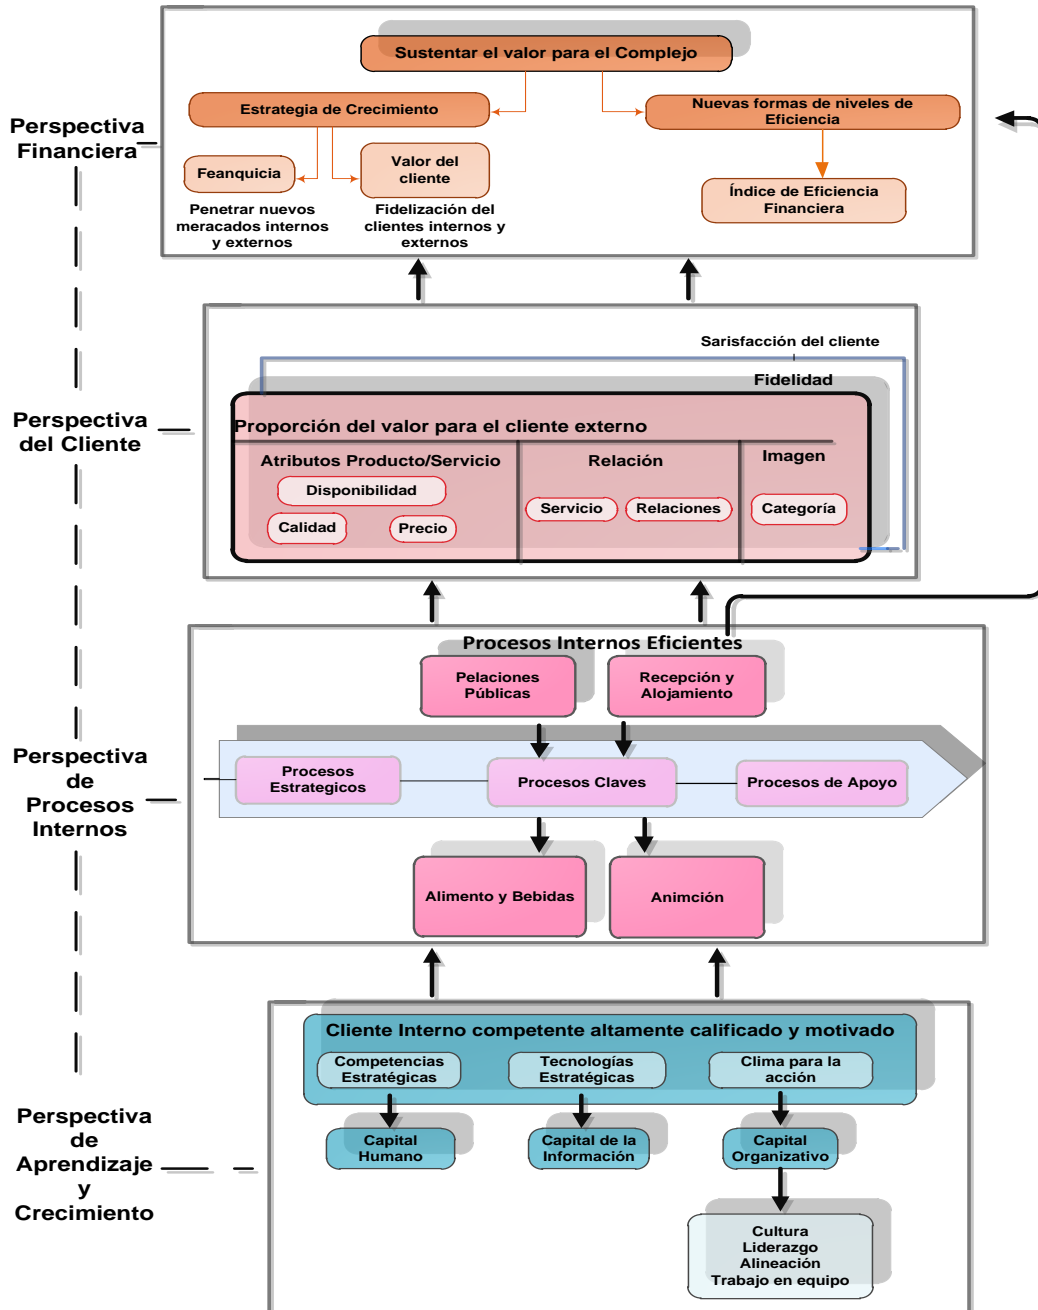 Sustentar el valor para el Complejo
Estrategia de Crecimiento
Nuevas formas de niveles de
Eficiencia
Perspectiva
Financiera
Feanquicia
Valor del
cliente
Índice de Eficiencia
Financiera
Penetrar nuevos
meracados internos
y externos
Fidelización del
clientes internos y
externos
Sarisfacción del cliente
Fidelidad
Perspectiva
del Cliente
Proporción del valor para el cliente externo
Atributos Producto/Servicio
Relación
Imagen
Disponibilidad
Calidad
Precio
Servicio
Relaciones
Categoría
Procesos Internos Eficientes
Pelaciones
Públicas
Recepción y
Alojamiento
Perspectiva
de
Procesos
Internos
Procesos
Estrategicos
Procesos Claves
Procesos de Apoyo
Alimento y Bebidas
Animción
Cliente Interno competente altamente calificado y motivado
Competencias
Estratégicas
Tecnologías
Estratégicas
Clima para la
acción
Perspectiva
de
Aprendizaje
y
Crecimiento
Capital
Humano
Capital de la
Información
Capital
Organizativo
Cultura
Liderazgo
Alineación
Trabajo en equipo